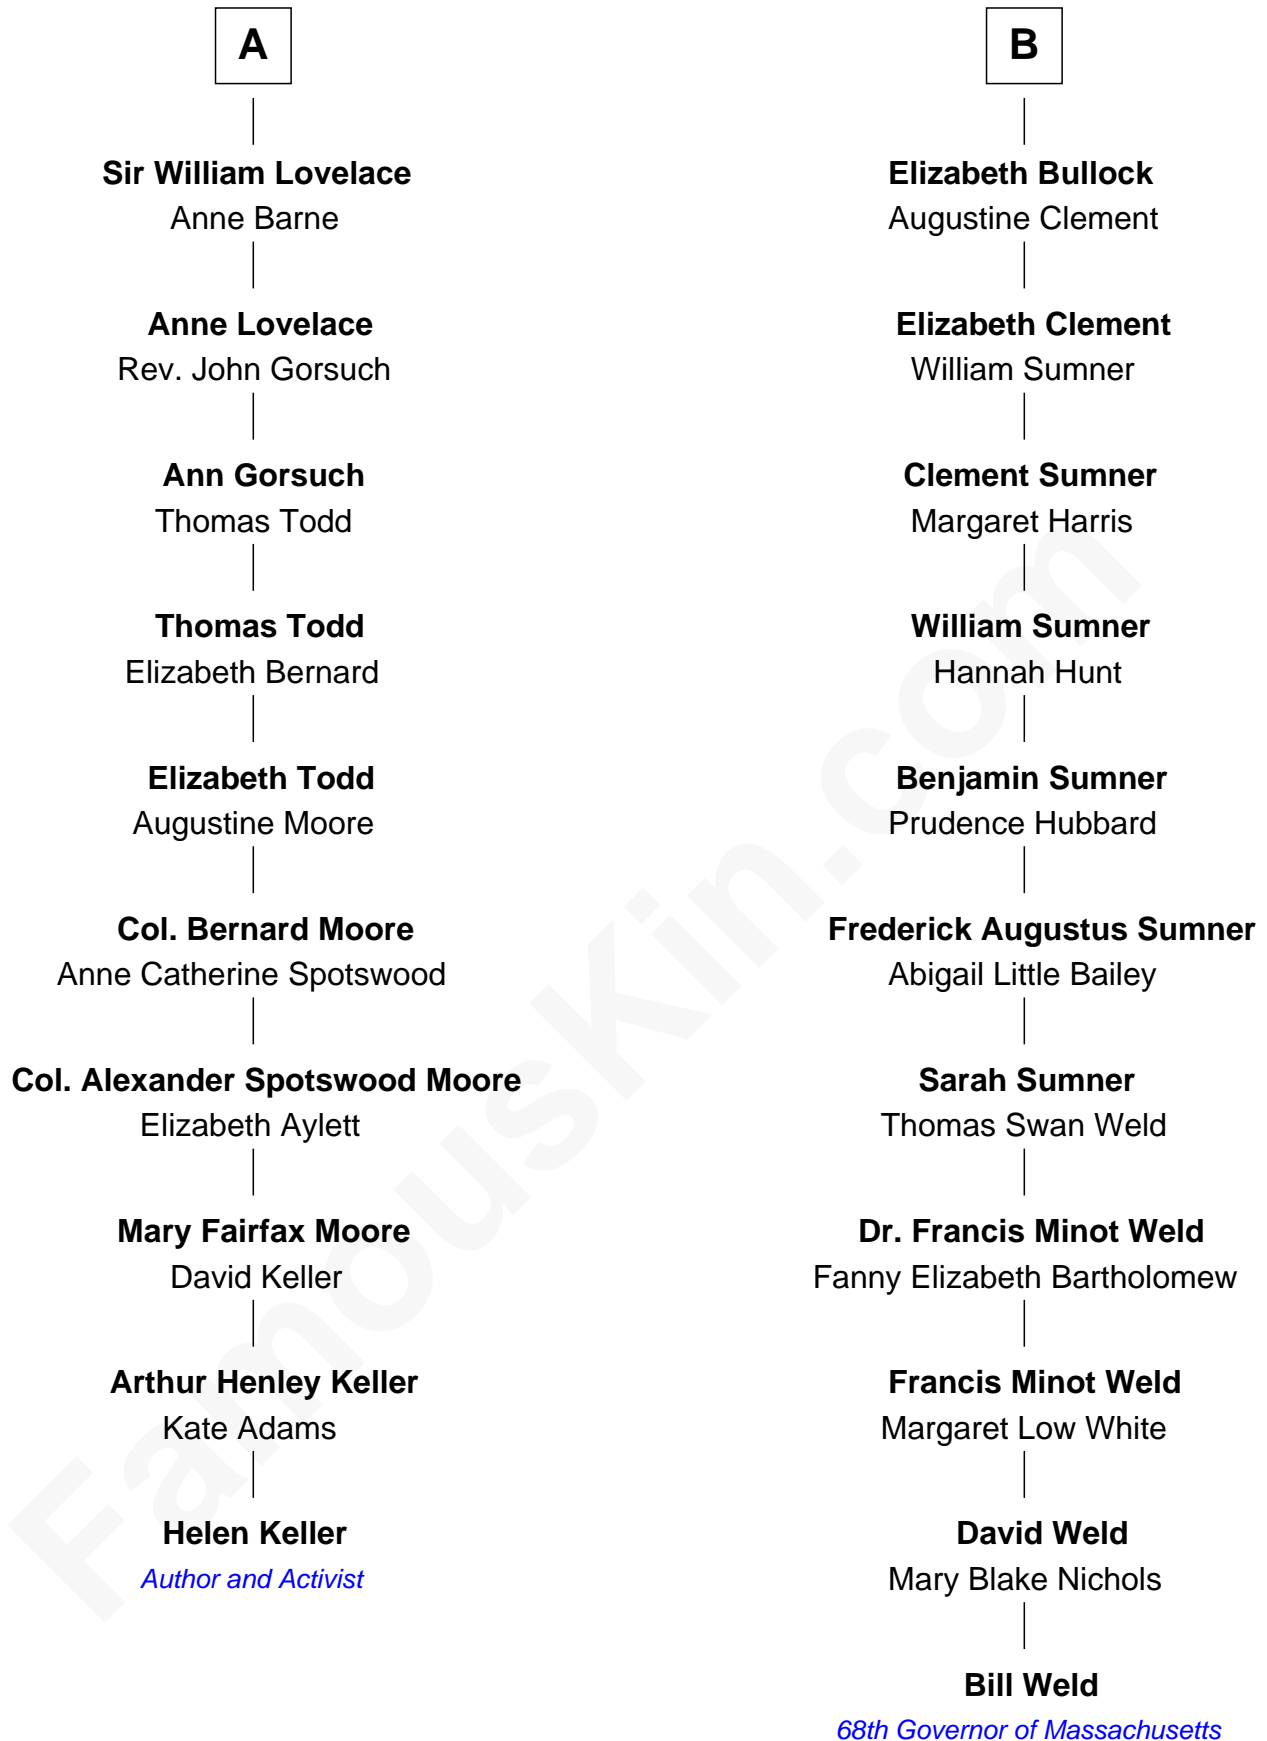 A
Sir William Lovelace
Anne Barne
Anne Lovelace
Rev. John Gorsuch
Ann Gorsuch
Thomas Todd
Thomas Todd
Elizabeth Bernard
Elizabeth Todd
Augustine Moore
Col. Bernard Moore
Anne Catherine Spotswood
Col. Alexander Spotswood Moore
Elizabeth Aylett
Mary Fairfax Moore
David Keller
Arthur Henley Keller
Kate Adams
Helen Keller
Author and Activist
B
Elizabeth Bullock
Augustine Clement
Elizabeth Clement
William Sumner
Clement Sumner
Margaret Harris
William Sumner
Hannah Hunt
Benjamin Sumner
Prudence Hubbard
Frederick Augustus Sumner
Abigail Little Bailey
Sarah Sumner
Thomas Swan Weld
Dr. Francis Minot Weld
Fanny Elizabeth Bartholomew
Francis Minot Weld
Margaret Low White
David Weld
Mary Blake Nichols
Bill Weld
68th Governor of Massachusetts
FamousKin.com